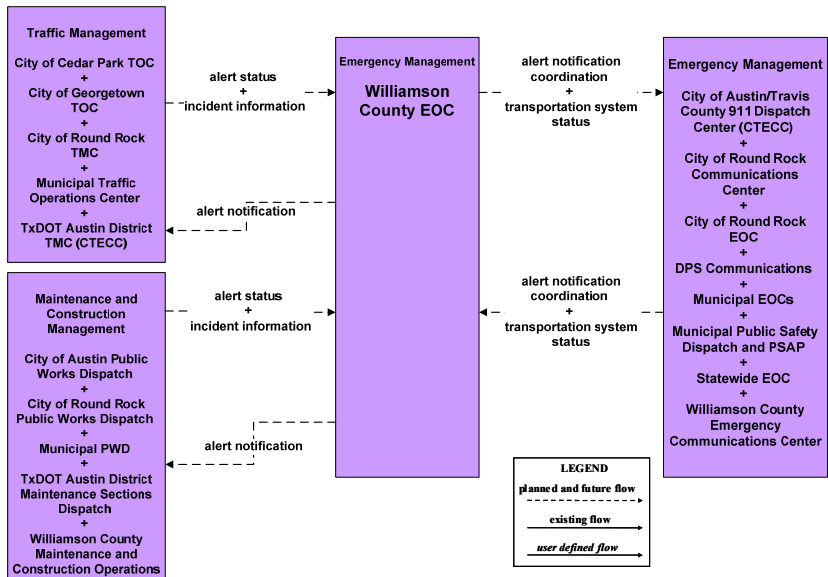 Traffic Management
City of Cedar Park TOC
+
City of Georgetown
TOC
+
City of Round Rock
TMC
+
Municipal Traffic
Operations Center
+
TxDOT Austin District
TMC (CTECC)
alert status
+
incident information
alert notification
Maintenance and
Construction
Management
City of Austin Public
Works Dispatch
+
City of Round Rock
Public Works Dispatch
+
Municipal PWD
+
TxDOT Austin District
Maintenance Sections
Dispatch
+
Williamson County
Maintenance and
Construction Operations
alert status
+
incident information
alert notification
Emergency Management
Williamson
County EOC
alert notification
coordination
+
transportation system
status
alert notification
coordination
+
transportation system
status
Emergency Management
City of Austin/Travis
County 911 Dispatch
Center (CTECC)
+
City of Round Rock
Communications
Center
+
City of Round Rock
EOC
+
DPS Communications
+
Municipal EOCs
+
Municipal Public Safety
Dispatch and PSAP
+
Statewide EOC
+
Williamson County
Emergency
Communications Center
LEGEND
planned and future flow
existing flow
user defined flow